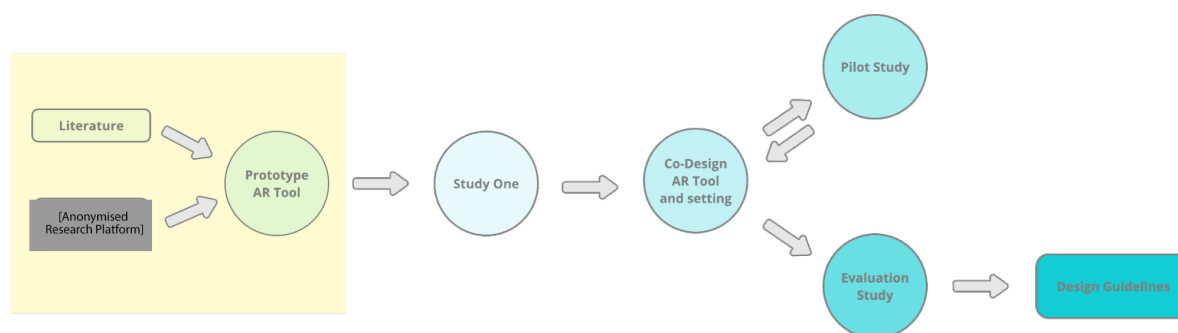 Literature
[Anonymised
Research Platform]
Prototype
AR Tool
Study One
Co-Design
AR Tool
and setting
Pilot Study
Evaluation
Study
Design Guidelines